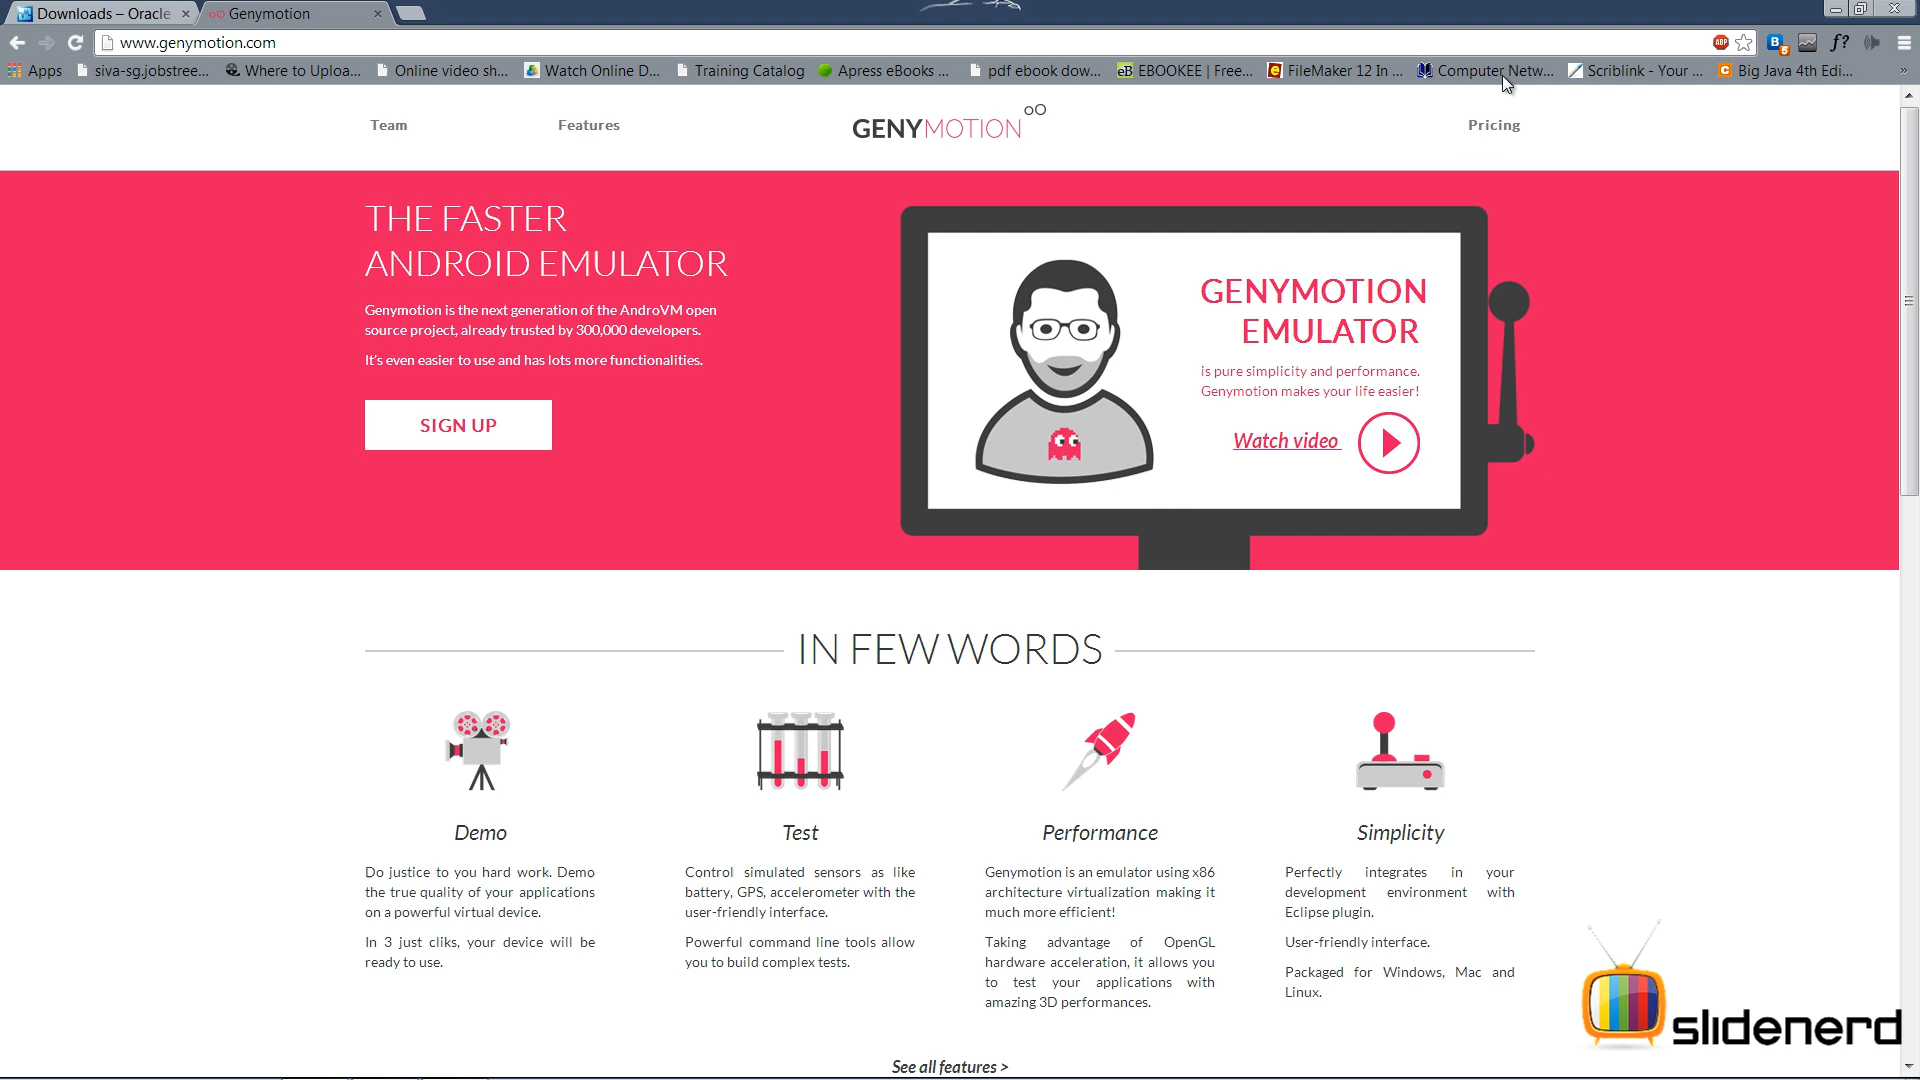 Downloads – Oracle
Genymotion
www.genymotion.com
ABP
B
5
f?
Apps
siva-sg.jobstree...
Where to Uploa...
Online video sh...
Watch Online D...
Training Catalog
Apress eBooks ...
pdf ebook dow...
eB EBOOKEE | Free...
FileMaker 12 In ...
Computer Netw...
Scriblink - Your ...
Big Java 4th Edi...
»
Team
Features
GENYMOTION
Pricing
THE FASTER
ANDROID EMULATOR
Genymotion is the next generation of the AndroVM open
source project, already trusted by 300,000 developers.
It's even easier to use and has lots more functionalities.
SIGN UP
GENYMOTION
EMULATOR
is pure simplicity and performance.
Genymotion makes your life easier!
Watch video
IN FEW WORDS
Demo
Do justice to you hard work. Demo
the true quality of your applications
on a powerful virtual device.
In 3 just cliks, your device will be
ready to use.
Test
Control simulated sensors as like
battery, GPS, accelerometer with the
user-friendly interface.
Powerful command line tools allow
you to build complex tests.
Performance
Genymotion is an emulator using x86
architecture virtualization making it
much more efficient!
Taking advantage of OpenGL
hardware acceleration, it allows you
to test your applications with
amazing 3D performances.
Simplicity
Perfectly integrates in your
development environment with
Eclipse plugin.
User-friendly interface.
Packaged for Windows, Mac and
Linux.
See all features >
slidenerd